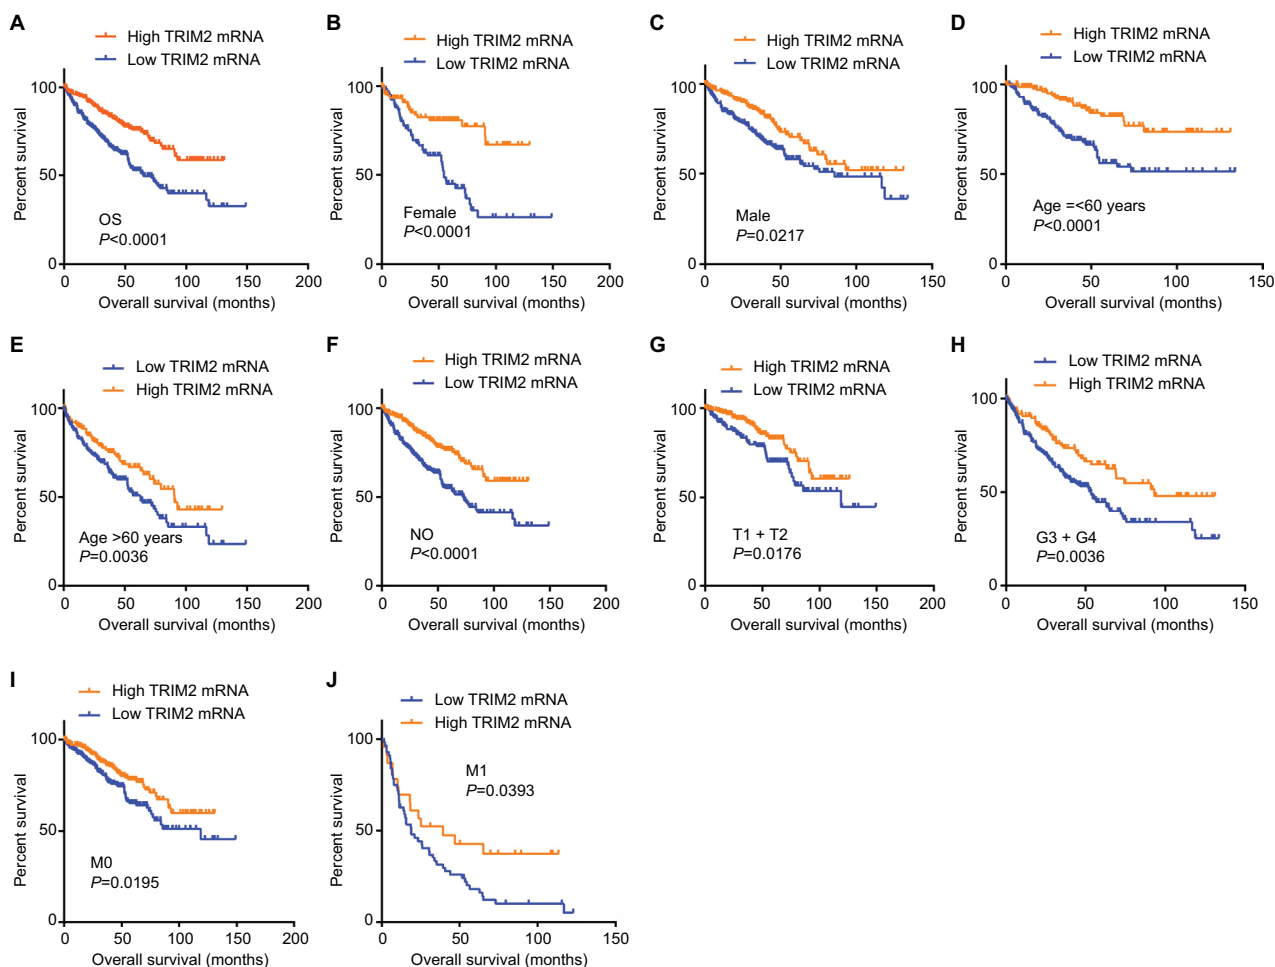 A
High TRIM2 mRNA
Low TRIM2 mRNA
Percent survival
100
50
0
OS
P<0.0001
0 50 100 150 200
Overall survival (months)
B
High TRIM2 mRNA
Low TRIM2 mRNA
Percent survival
100
50
0
Female
P<0.0001
0 50 100 150 200
Overall survival (months)
C
High TRIM2 mRNA
Low TRIM2 mRNA
Percent survival
100
50
0
Male
P=0.0217
0 50 100 150
Overall survival (months)
D
High TRIM2 mRNA
Low TRIM2 mRNA
Percent survival
100
50
0
Age =<60 years
P<0.0001
0 50 100 150
Overall survival (months)
E
Low TRIM2 mRNA
High TRIM2 mRNA
Percent survival
100
50
0
Age >60 years
P=0.0036
0 50 100 150 200
Overall survival (months)
F
High TRIM2 mRNA
Low TRIM2 mRNA
Percent survival
100
50
0
NO
P<0.0001
0 50 100 150 200
Overall survival (months)
G
High TRIM2 mRNA
Low TRIM2 mRNA
Percent survival
100
50
0
T1 + T2
P=0.0176
0 50 100 150 200
Overall survival (months)
H
Low TRIM2 mRNA
High TRIM2 mRNA
Percent survival
100
50
0
G3 + G4
P=0.0036
0 50 100 150
Overall survival (months)
I
High TRIM2 mRNA
Low TRIM2 mRNA
Percent survival
100
50
0
M0
P=0.0195
0 50 100 150 200
Overall survival (months)
J
Low TRIM2 mRNA
High TRIM2 mRNA
Percent survival
100
50
0
M1
P=0.0393
0 50 100 150
Overall survival (months)